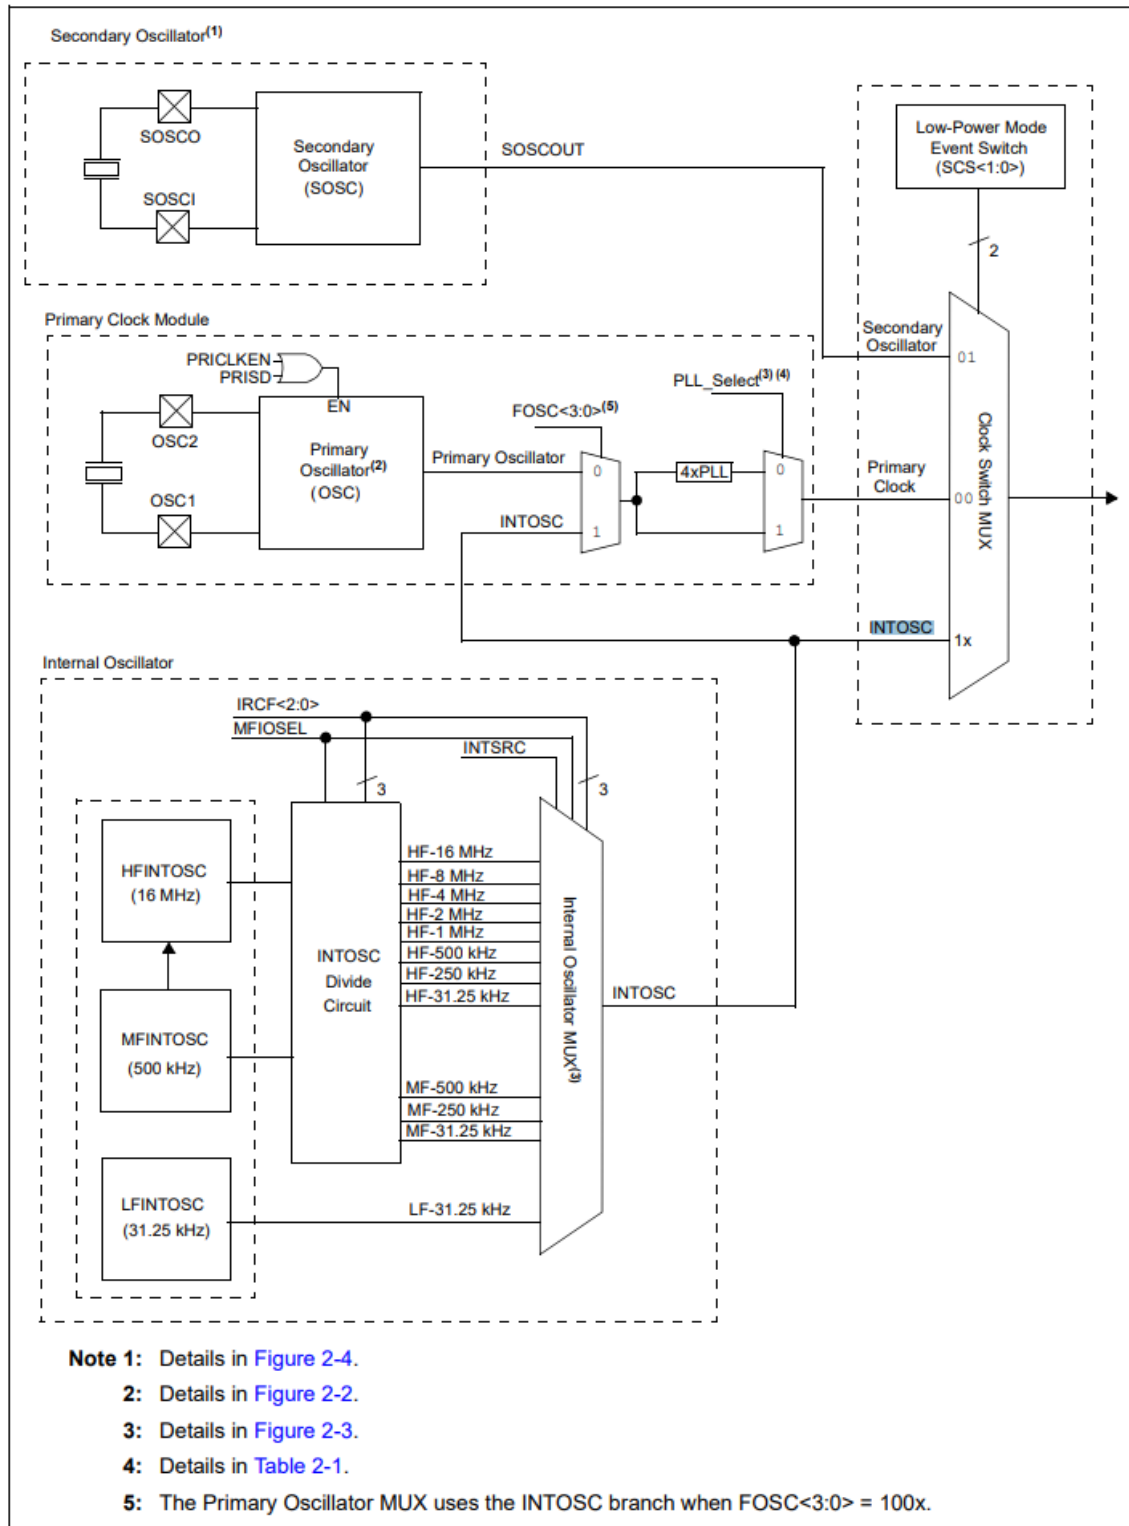 Secondary Oscillator(1)
SOSCO
SOSCI
Secondary
Oscillator
(SOSC)
SOSCOUT
Low-Power Mode
Event Switch
(SCS<1:0>)
2
Secondary
Oscillator
01
Primary Clock Module
PRICLKEN
PRISD
EN
OSC2
OSC1
Primary
Oscillator(2)
(OSC)
Primary Oscillator
INTOSC
FOSC<3:0>(5)
0
1
PLL_Select(3) (4)
4xPLL
0
1
Primary
Clock
00
Clock Switch MUX
INTOSC
1x
Internal Oscillator
IRCF<2:0>
MFIOSEL
INTSRC
3
3
HFINTOSC
(16 MHz)
MFINTOSC
(500 kHz)
LFINTOSC
(31.25 kHz)
INTOSC
Divide
Circuit
HF-16 MHz
HF-8 MHz
HF-4 MHz
HF-2 MHz
HF-1 MHz
HF-500 kHz
HF-250 kHz
HF-31.25 kHz
MF-500 kHz
MF-250 kHz
MF-31.25 kHz
LF-31.25 kHz
Internal Oscillator MUX(3)
INTOSC
Note 1: Details in Figure 2-4.
2: Details in Figure 2-2.
3: Details in Figure 2-3.
4: Details in Table 2-1.
5: The Primary Oscillator MUX uses the INTOSC branch when FOSC<3:0> = 100x.